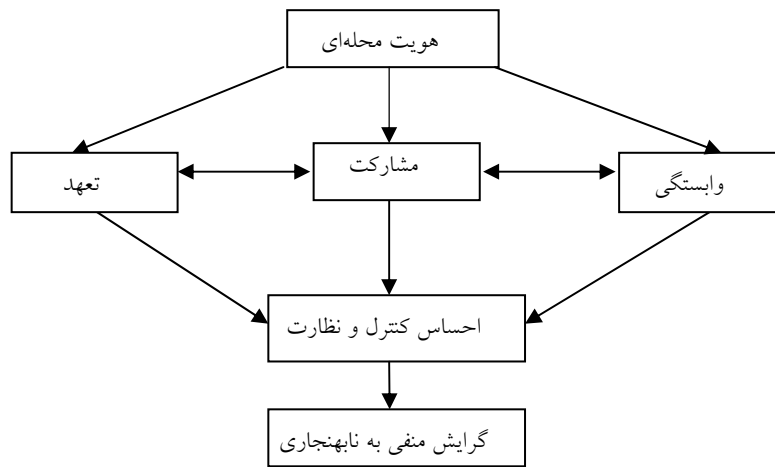 هویت محله‌ای
وابستگی
مشارکت
تعهد
احساس کنترل و نظارت
گرایش منفی به نابهنجاری